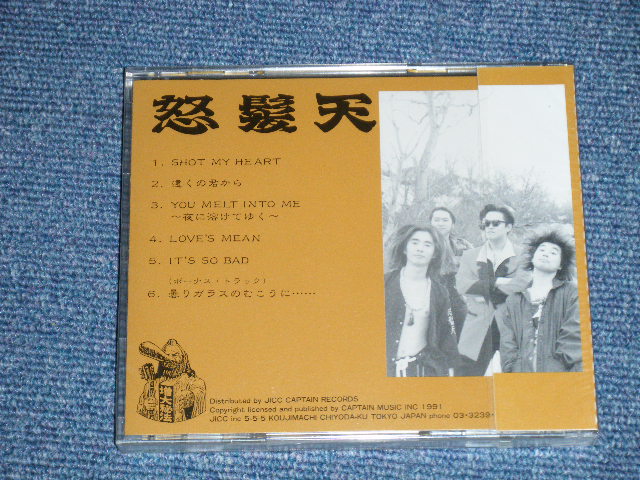 怒髪天
1. SHOT MY HEART
2. 遠くの君から
3. YOU MELT INTO ME
〜夜に溶けてゆく〜
4. LOVE'S MEAN
5. IT'S SO BAD
(ボーナス・トラック)
6.曇りガラスのむこうに……
Distributed by JICC CAPTAIN RECORDS
Copyright licensed and published by CAPTAIN MUSIC INC 1991
JICC inc 5-5-5 KOUJIMACHI CHIYODA-KU TOKYO JAPAN phone 03-3239-